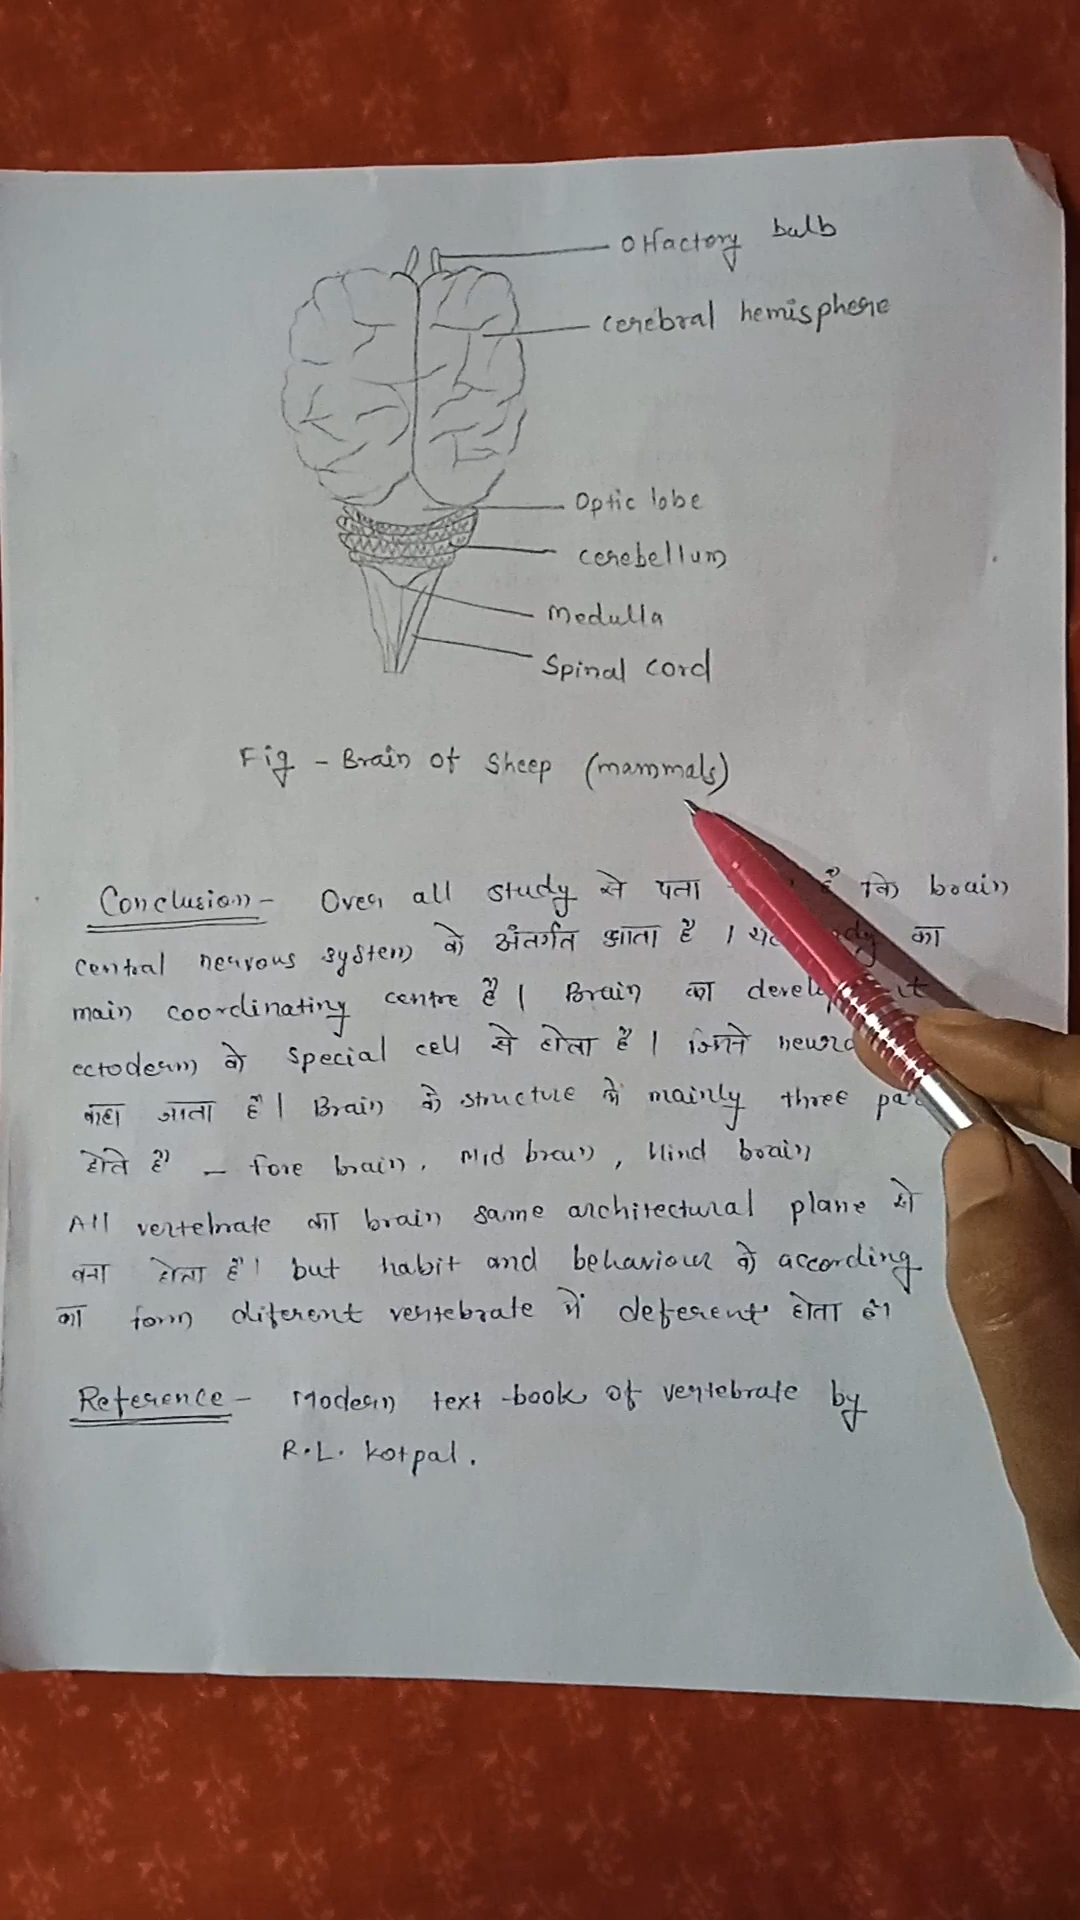 Olfactory bulb
cerebral hemisphere
Optic lobe
cerebellum
Medulla
Spinal cord
Fig - Brain of Sheep (mammals)
Conclusion - Over all study से पता है कि brain
central nervous system के अंतर्गत आता है । का
main coordinating centre है । Brain का
ectoderm के special cell से होता है ।
कहा जाता है । Brain के structure में mainly three
होते हैं - fore brain, Mid brain, Hind brain
All vertebrate का brain same architectural plane से
बना होता है । but habit and behaviour के according
का form diferent vertebrate में deferent होता है।
Reference - Modern text -book of vertebrate by
R.L. Kotpal.